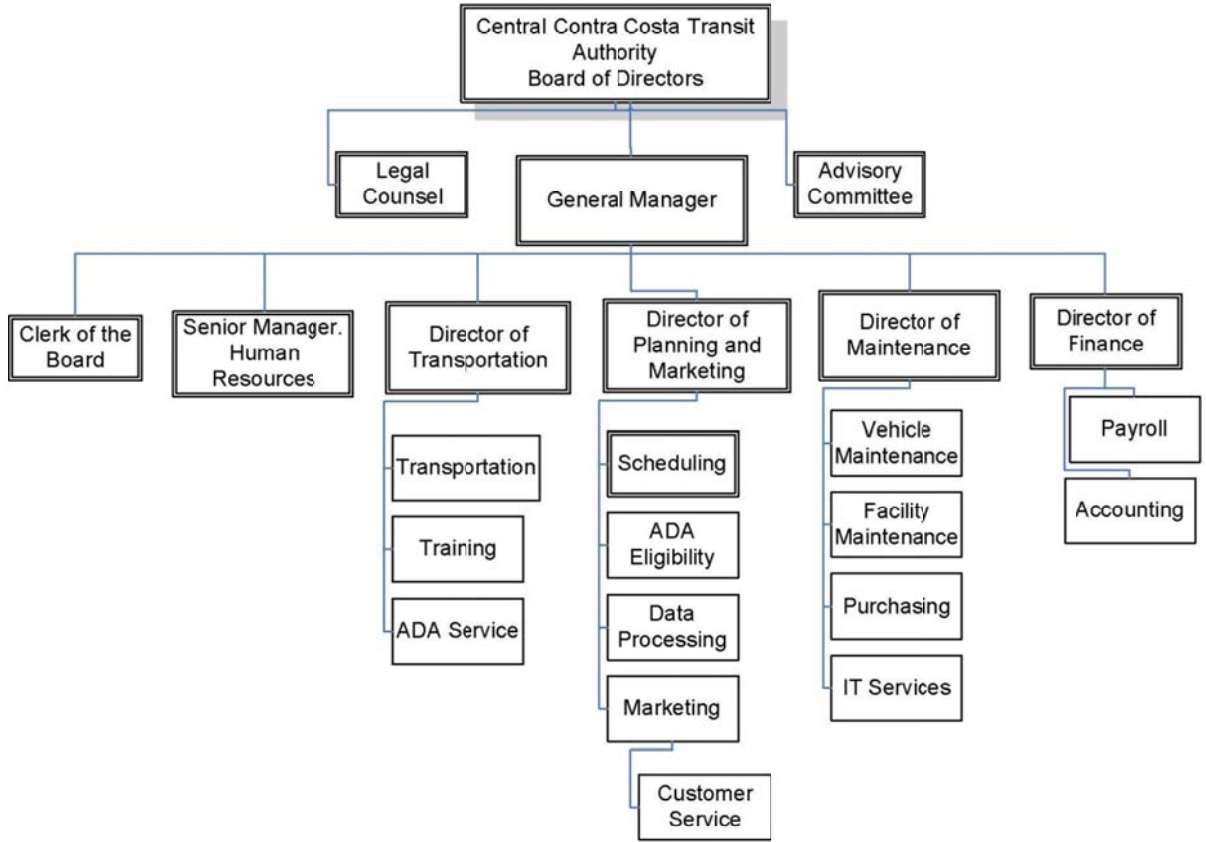 Central Contra Costa Transit
Authority
Board of Directors
Legal
Counsel
General Manager
Advisory
Committee
Clerk of the
Board
Senior Manager.
Human
Resources
Director of
Transportation
Director of
Planning and
Marketing
Director of
Maintenance
Director of
Finance
Transportation
Training
ADA Service
Scheduling
ADA
Eligibility
Data
Processing
Marketing
Customer
Service
Vehicle
Maintenance
Facility
Maintenance
Purchasing
IT Services
Payroll
Accounting